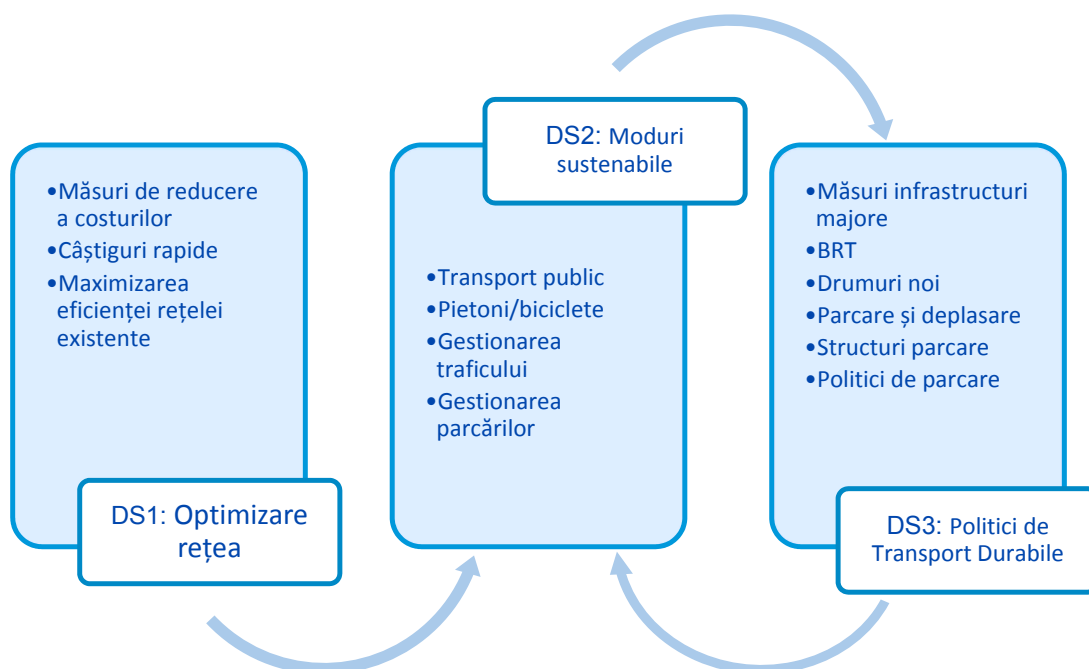 •Măsuri de reducere
a costurilor
•Câștiguri rapide
•Maximizarea
eficienței rețelei
existente
DS1: Optimizare
rețea
DS2: Moduri
sustenabile
•Transport public
•Pietoni/biciclete
•Gestionarea
traficului
•Gestionarea
parcărilor
•Măsuri infrastructuri
majore
•BRT
•Drumuri noi
•Parcare și deplasare
•Structuri parcare
•Politici de parcare
DS3: Politici de
Transport Durabile